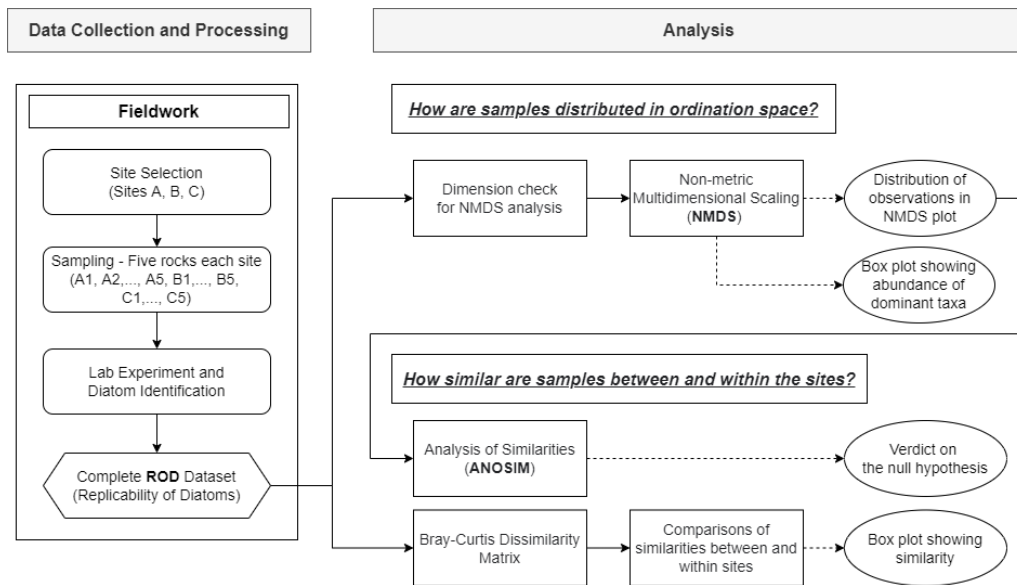 Data Collection and Processing
Analysis
Fieldwork
Site Selection
(Sites A, B, C)
Sampling - Five rocks each site
(A1, A2,..., A5, B1,..., B5,
C1,..., C5)
Lab Experiment and
Diatom Identification
Complete ROD Dataset
(Replicability of Diatoms)
How are samples distributed in ordination space?
Dimension check
for NMDS analysis
Non-metric
Multidimensional Scaling
(NMDS)
Distribution of
observations in
NMDS plot
Box plot showing
abundance of
dominant taxa
How similar are samples between and within the sites?
Analysis of Similarities
(ANOSIM)
Verdict on
the null hypothesis
Bray-Curtis Dissimilarity
Matrix
Comparisons of
similarities between and
within sites
Box plot showing
similarity